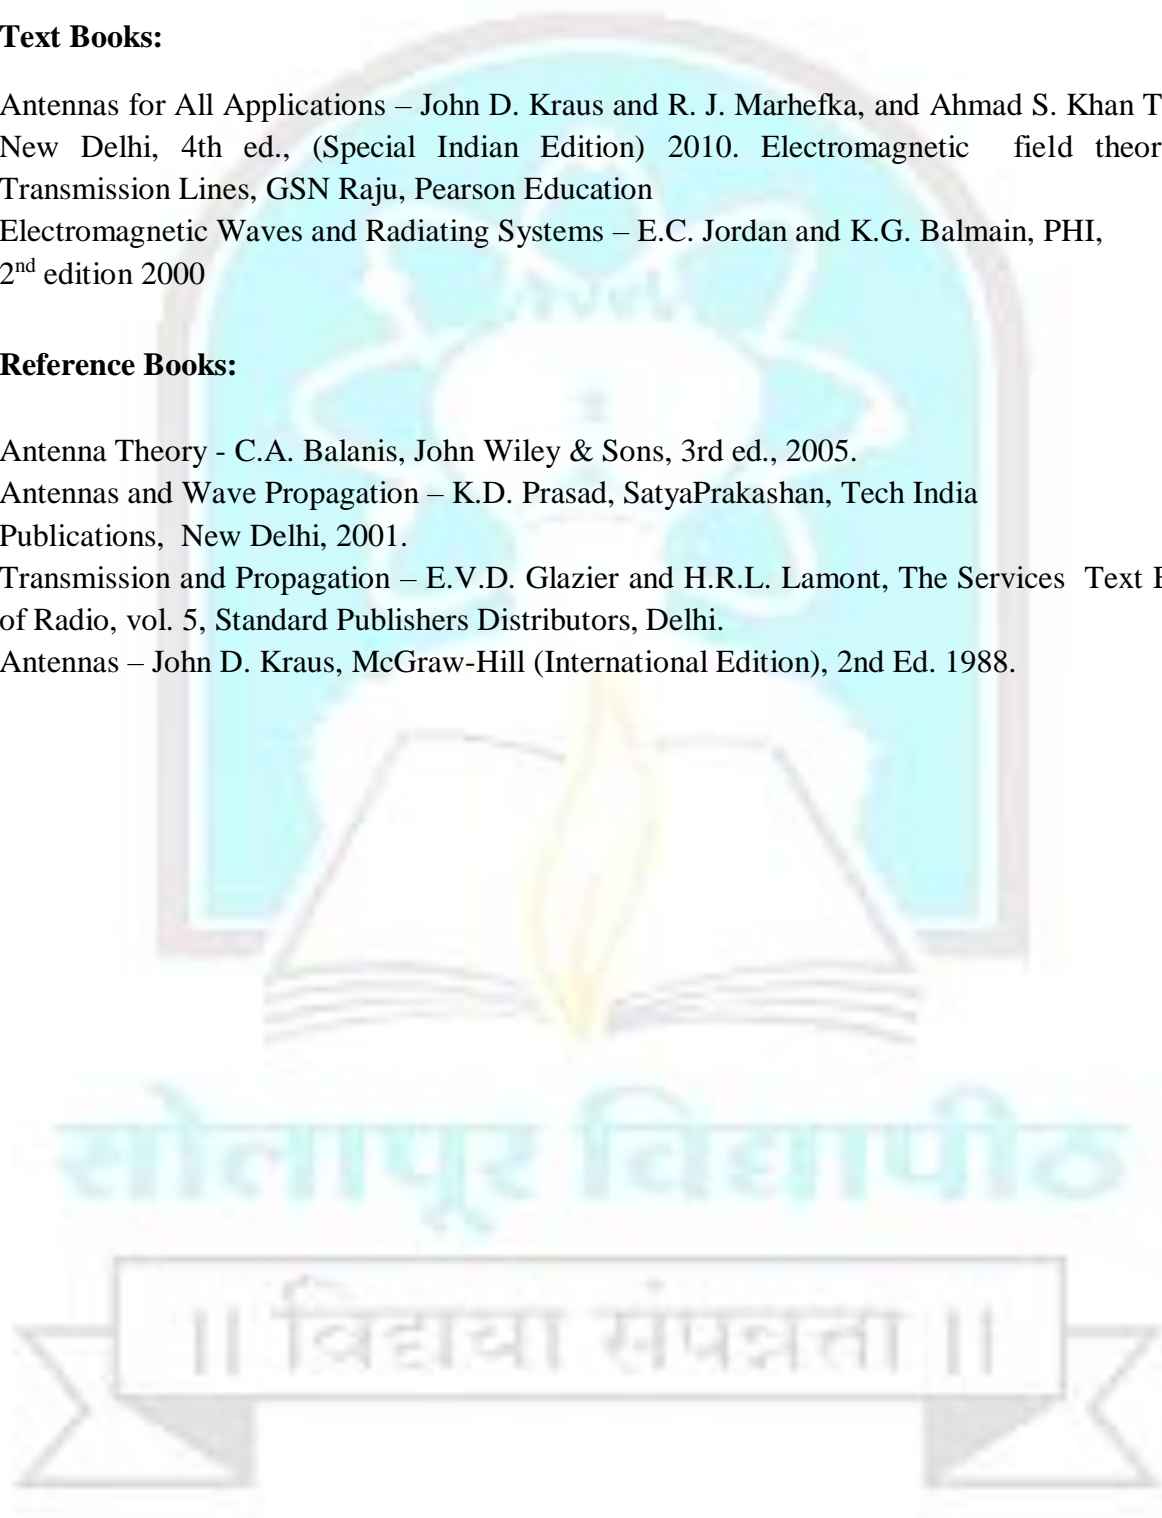 Text Books:
Antennas for All Applications – John D. Kraus and R. J. Marhefka, and Ahmad S. Khan T
New Delhi, 4th ed., (Special Indian Edition) 2010. Electromagnetic field theor
Transmission Lines, GSN Raju, Pearson Education
Electromagnetic Waves and Radiating Systems – E.C. Jordan and K.G. Balmain, PHI,
2nd edition 2000
Reference Books:
Antenna Theory - C.A. Balanis, John Wiley & Sons, 3rd ed., 2005.
Antennas and Wave Propagation – K.D. Prasad, SatyaPrakashan, Tech India
Publications, New Delhi, 2001.
Transmission and Propagation – E.V.D. Glazier and H.R.L. Lamont, The Services Text
of Radio, vol. 5, Standard Publishers Distributors, Delhi.
Antennas – John D. Kraus, McGraw-Hill (International Edition), 2nd Ed. 1988.
सोलापूर विद्यापीठ
|| विद्यया संपन्नता ||